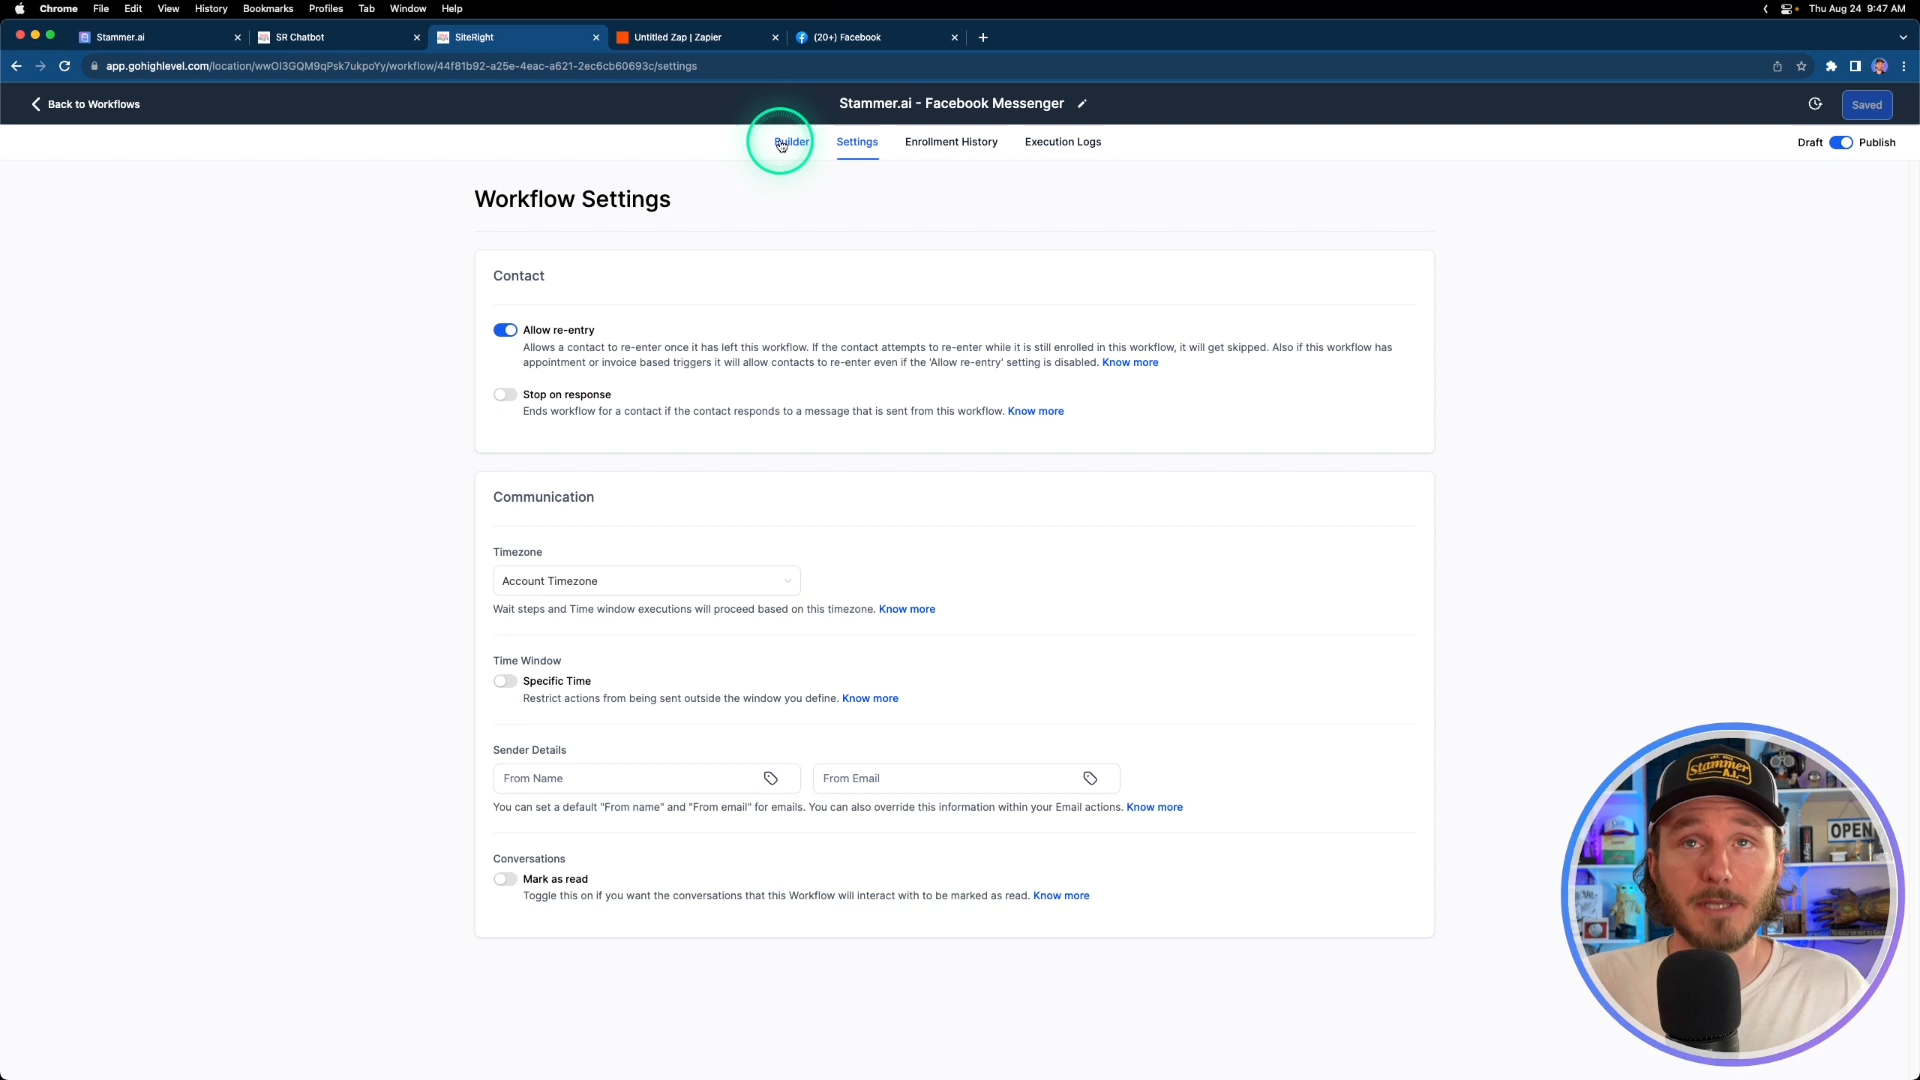 Chrome File Edit View History Bookmarks Profiles Tab Window Help
Thu Aug 24 9:47 AM
Stammer.ai
SR Chatbot
SiteRight
Untitled Zap | Zapier
(20+) Facebook
app.gohighlevel.com/location/wwOI3GQM9qPsk7ukpoYy/workflow/44f81b92-a25e-4eac-a621-2ec6cb60693c/settings
Back to Workflows
Stammer.ai - Facebook Messenger
Saved
Builder
Settings
Enrollment History
Execution Logs
Draft
Publish
Workflow Settings
Contact
Allow re-entry
Allows a contact to re-enter once it has left this workflow. If the contact attempts to re-enter while it is still enrolled in this workflow, it will get skipped. Also if this workflow has
appointment or invoice based triggers it will allow contacts to re-enter even if the 'Allow re-entry' setting is disabled. Know more
Stop on response
Ends workflow for a contact if the contact responds to a message that is sent from this workflow. Know more
Communication
Timezone
Account Timezone
Wait steps and Time window executions will proceed based on this timezone. Know more
Time Window
Specific Time
Restrict actions from being sent outside the window you define. Know more
Sender Details
From Name
From Email
You can set a default "From name" and "From email" for emails. You can also override this information within your Email actions. Know more
Conversations
Mark as read
Toggle this on if you want the conversations that this Workflow will interact with to be marked as read. Know more
Stammer
A.I.
OPEN